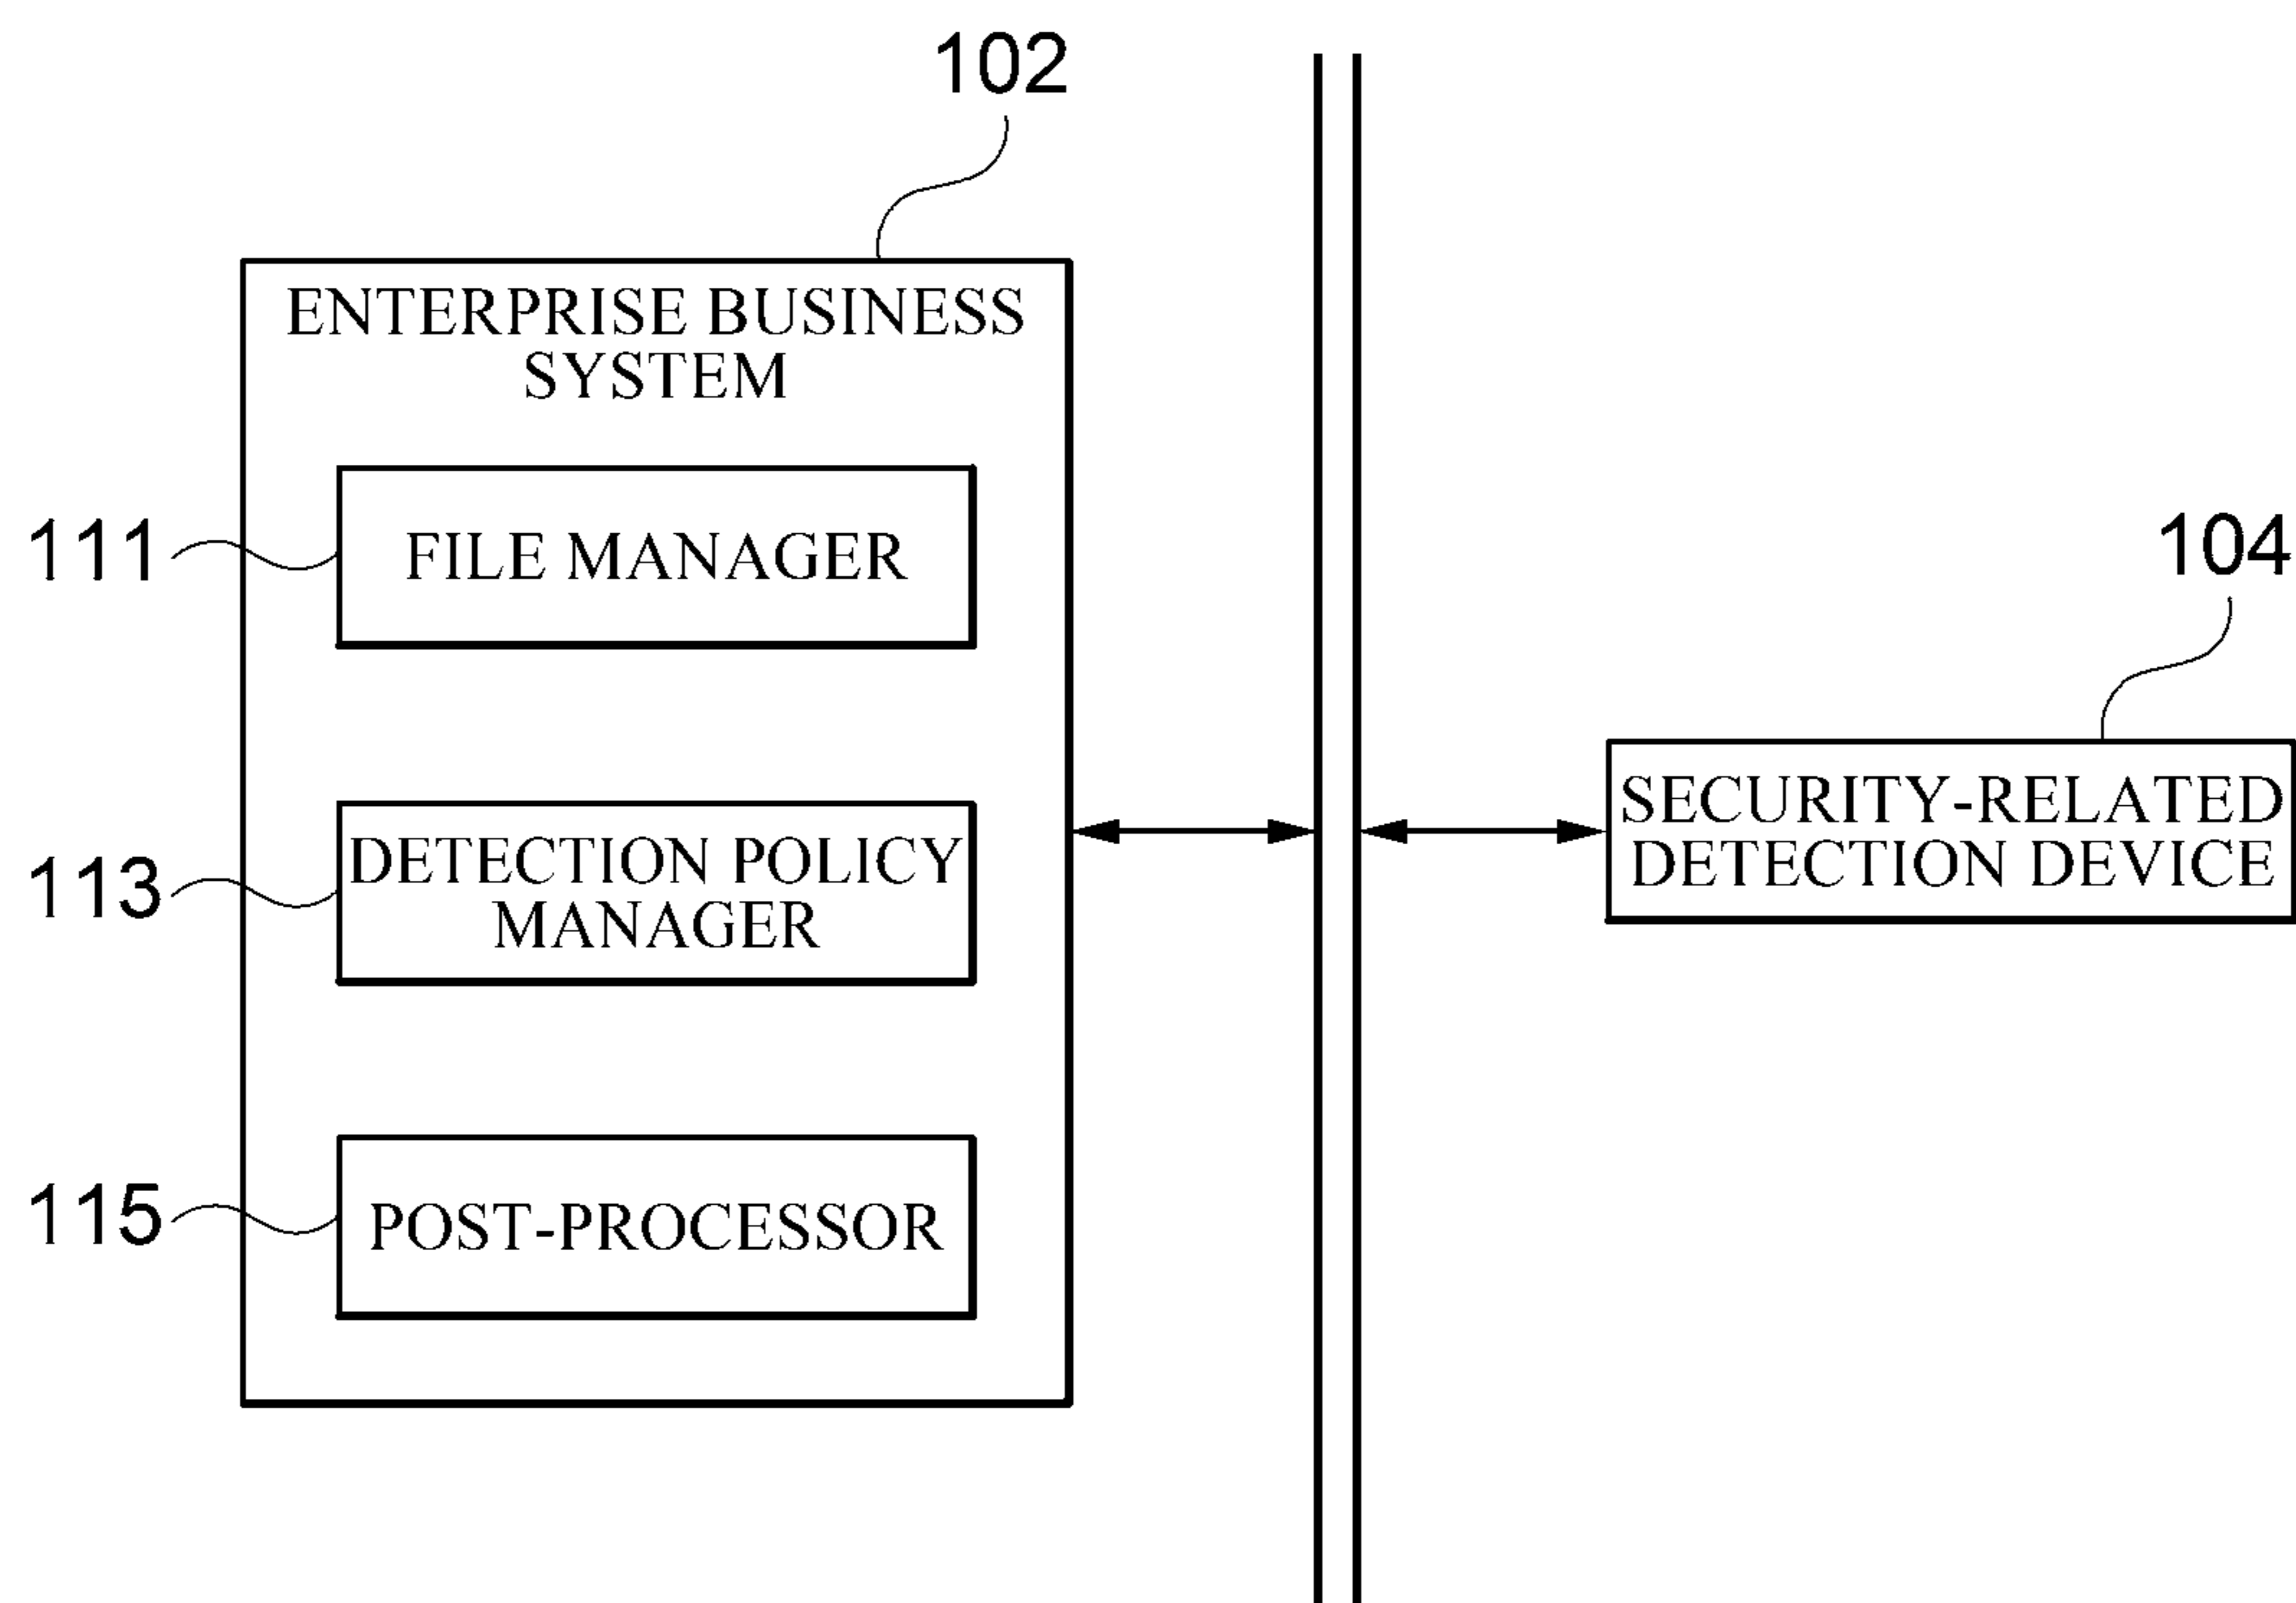 102
ENTERPRISE BUSINESS
SYSTEM
111
FILE MANAGER
104
SECURITY-RELATED
DETECTION DEVICE
113
DETECTION POLICY
MANAGER
115
POST-PROCESSOR